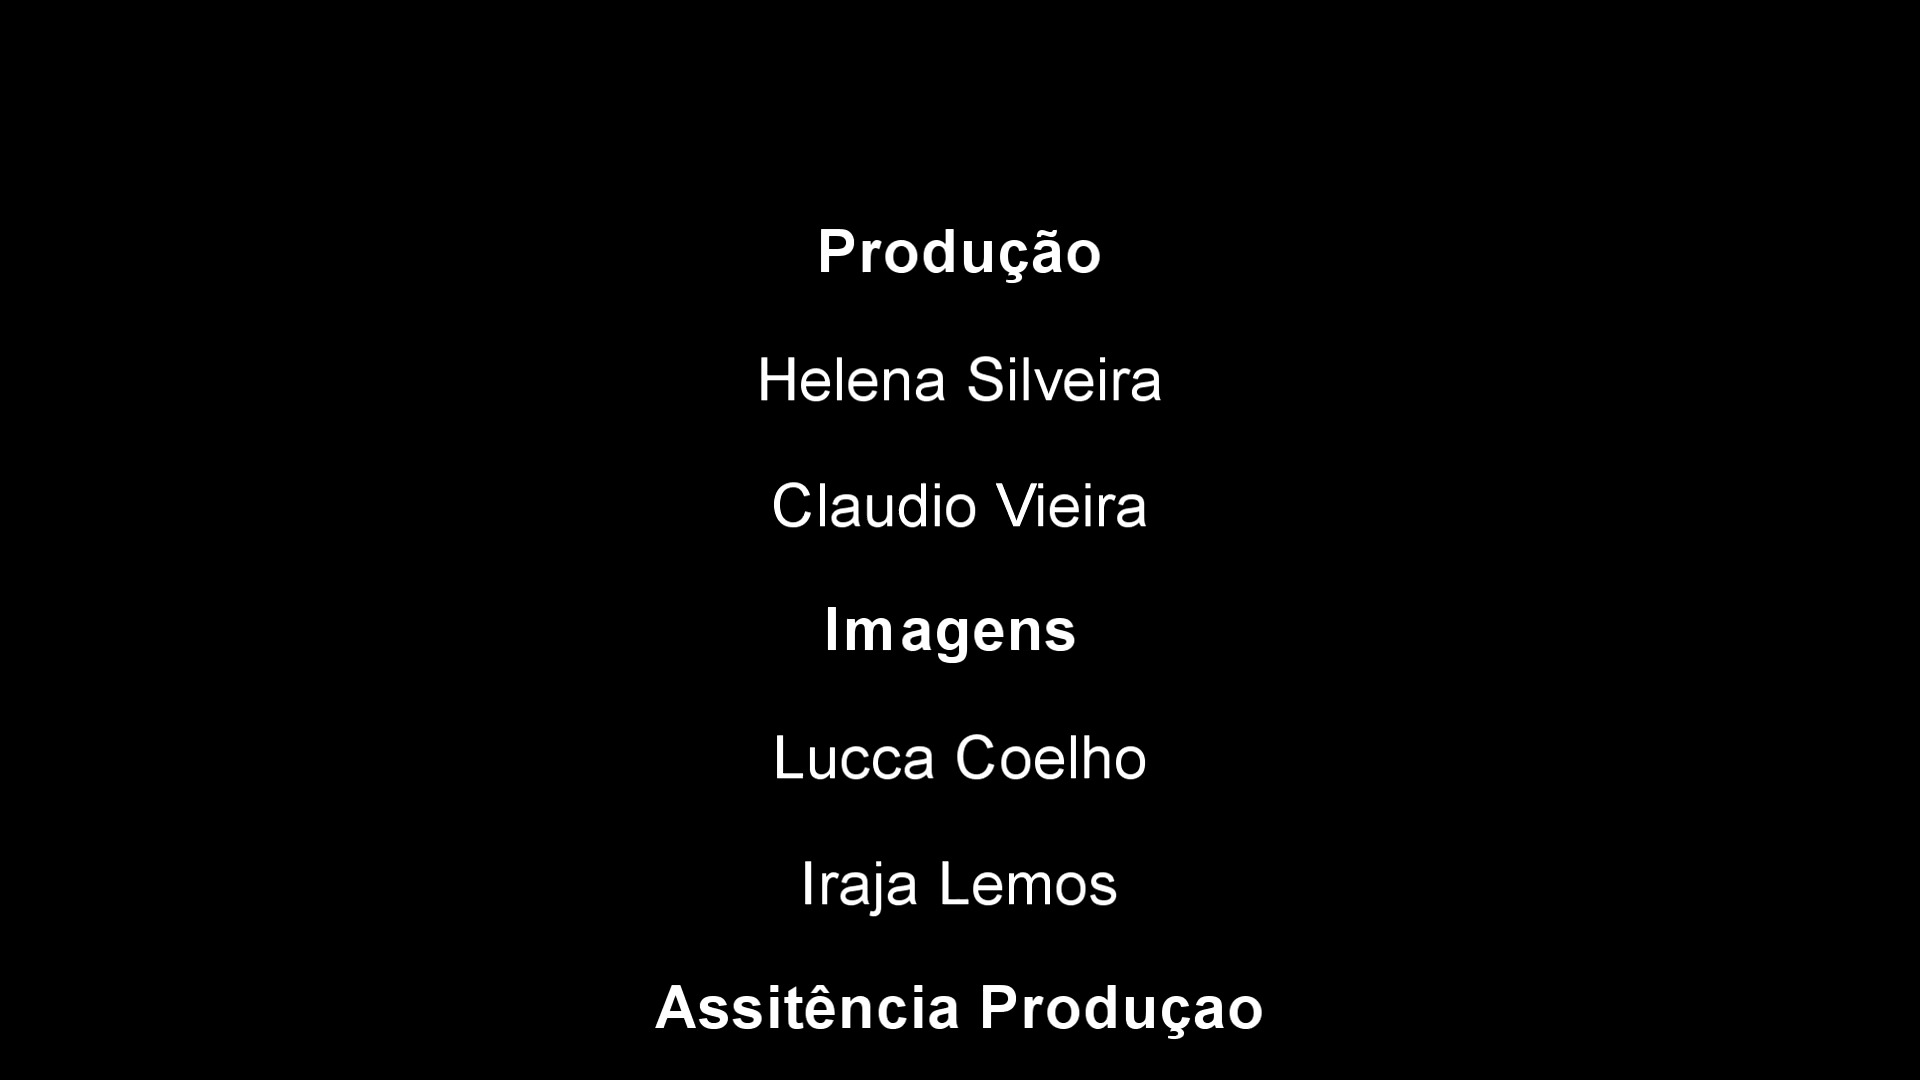 Produção
Helena Silveira
Claudio Vieira
Imagens
Lucca Coelho
Iraja Lemos
Assitência Produçao